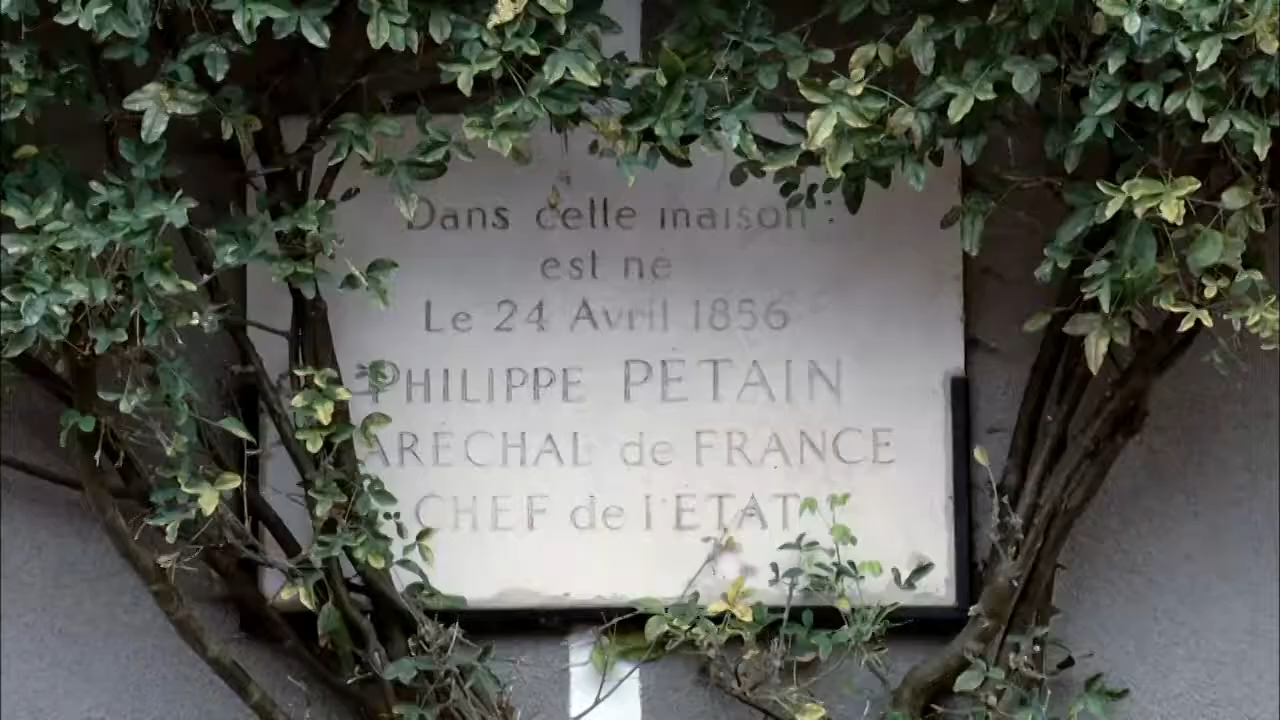 Dans cette maison
est né
Le 24 Avril 1856
PHILIPPE PÉTAIN
MARÉCHAL de FRANCE
CHEF de l'ÉTAT